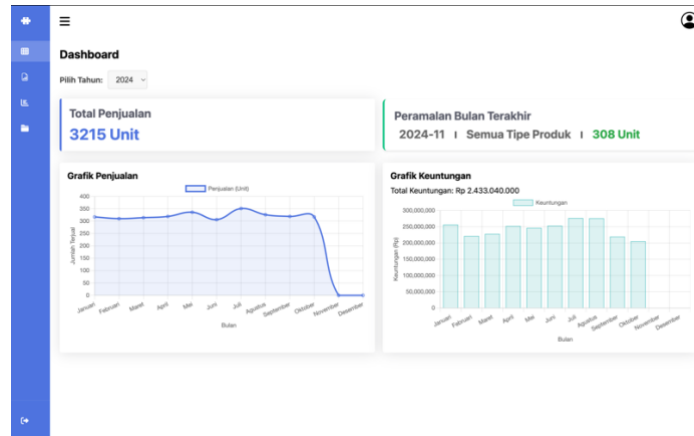 Dashboard
Pilih Tahun: 2024
Total Penjualan
3215 Unit
Peramalan Bulan Terakhir
2024-11 I Semua Tipe Produk I 308 Unit
Grafik Penjualan
Penjualan (Unit)
400
350
300
250
200
150
100
50
0
Jumlah Terjual
Januari Februari Maret April Mei Juni Juli Agustus September Oktober November Desember
Bulan
Grafik Keuntungan
Total Keuntungan: Rp 2.433.040.000
Keuntungan
300,000,000
250,000,000
200,000,000
150,000,000
100,000,000
50,000,000
0
Keuntungan (Rp)
Januari Februari Maret April Mei Juni Juli Agustus September Oktober November Desember
Bulan